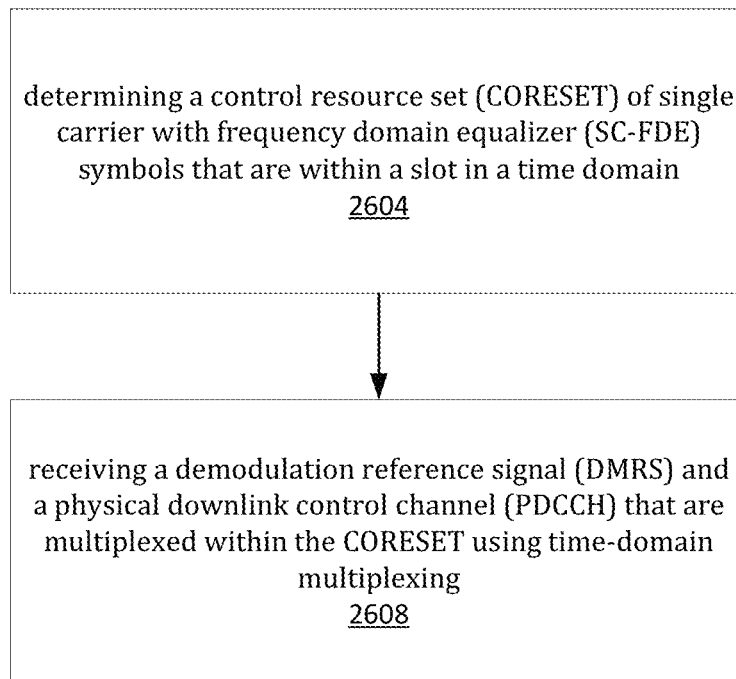 determining a control resource set (CORESET) of single
carrier with frequency domain equalizer (SC-FDE)
symbols that are within a slot in a time domain
2604
receiving a demodulation reference signal (DMRS) and
a physical downlink control channel (PDCCH) that are
multiplexed within the CORESET using time-domain
multiplexing
2608